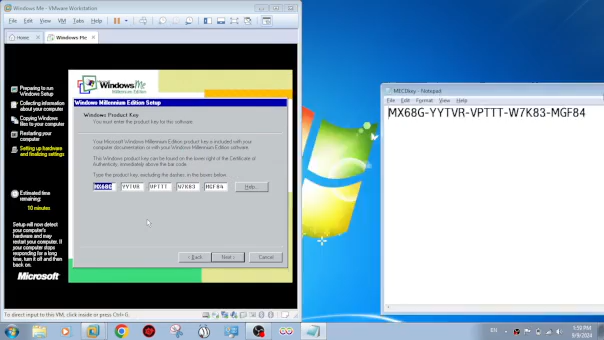 Windows Me - VMware Workstation
File Edit View VM Tabs Help
Home
Windows Me
Preparing to run
Windows Setup
Collecting information
about your computer
Copying Windows
files to your computer
Restarting your
computer
Setting up hardware
and finalizing settings
Estimated time
remaining:
10 minutes
Setup will now detect
your computer's
hardware and may
restart your computer. If
your computer stops
responding for a long
time, turn it off and then
back on.
Microsoft
Microsoft
WindowsMe
Millennium Edition
Windows Millennium Edition Setup
Windows Product Key
You must enter the product key for this software.
Your Microsoft Windows Millennium Edition product key is included with your
computer documentation or with your Windows Millennium Edition software.
This Windows product key can be found on the lower right of the Certificate of
Authenticity, immediately above the bar code.
Type the product key, excluding the dashes, in the boxes below.
MX68G YYTVR VPTTT W7K83 MGF84
Help...
< Back Next > Cancel
To direct input to this VM, click inside or press Ctrl+G.
MECDkey - Notepad
File Edit Format View Help
MX68G-YYTVR-VPTTT-W7K83-MGF84
EN
1:59 PM
9/9/2024